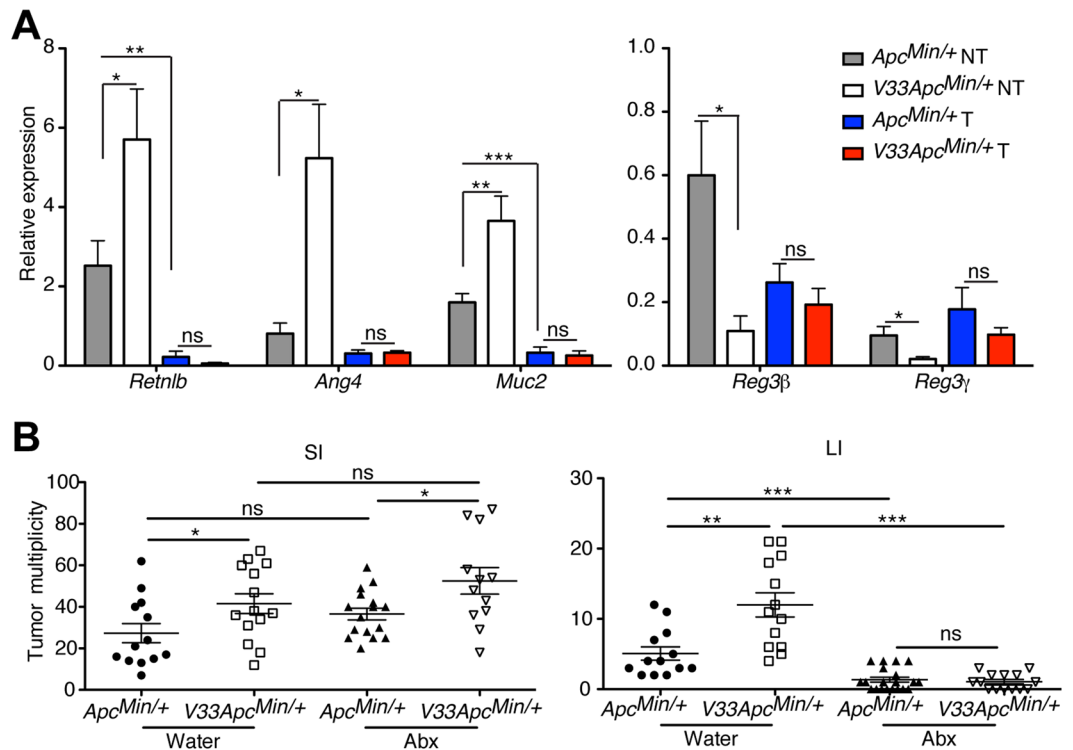 A
8
6
4
2
0
Relative expression
**
*
ns
*
ns
***
**
ns
Retnlb
Ang4
Muc2
1.0
0.8
0.6
0.4
0.2
0.0
*
ns
*
ns
Reg3β
Reg3γ
ApcMin/+ NT
V33ApcMin/+ NT
ApcMin/+ T
V33ApcMin/+ T
B
SI
100
80
60
40
20
0
Tumor multiplicity
ns
*
ns
*
ApcMin/+ V33ApcMin/+ ApcMin/+ V33ApcMin/+
Water Abx
LI
30
20
10
0
***
**
***
ns
ApcMin/+ V33ApcMin/+ ApcMin/+ V33ApcMin/+
Water Abx